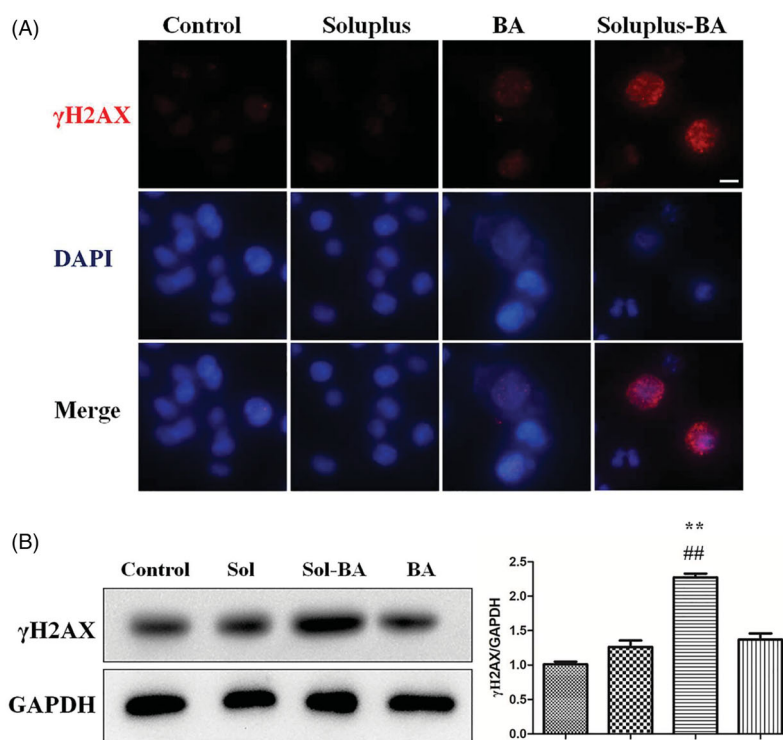 (A)
Control Soluplus BA Soluplus-BA
γH2AX
DAPI
Merge
(B)
Control Sol Sol-BA BA
γH2AX
GAPDH
**
##
2.5
2.0
1.5
1.0
0.5
0.0
γH2AX/GAPDH